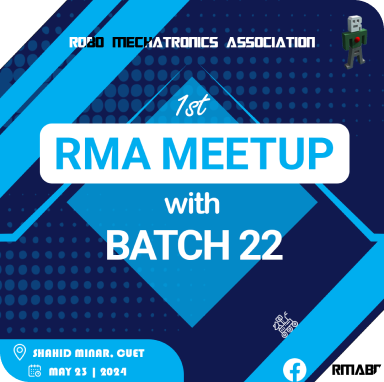 ROBO MECHATRONICS ASSOCIATION
1st
RMA MEETUP
with
BATCH 22
SHAHID MINAR, CUET
MAY 23 | 2024
RMABD